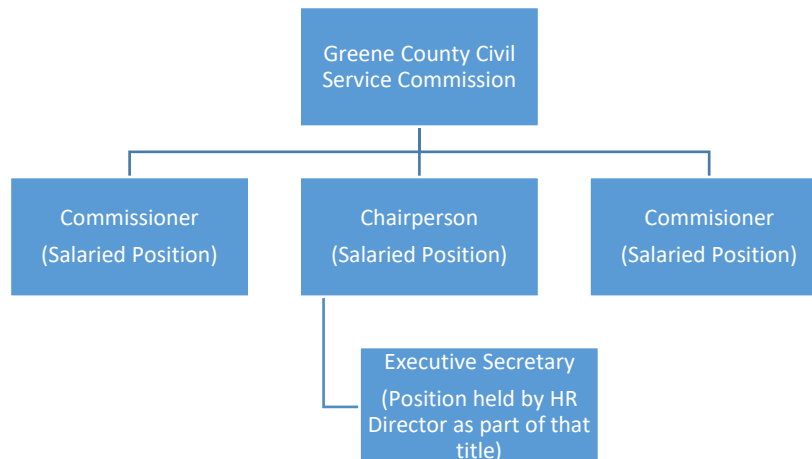 Greene County Civil
Service Commission
Commissioner
(Salaried Position)
Chairperson
(Salaried Position)
Commisioner
(Salaried Position)
Executive Secretary
(Position held by HR
Director as part of that
title)